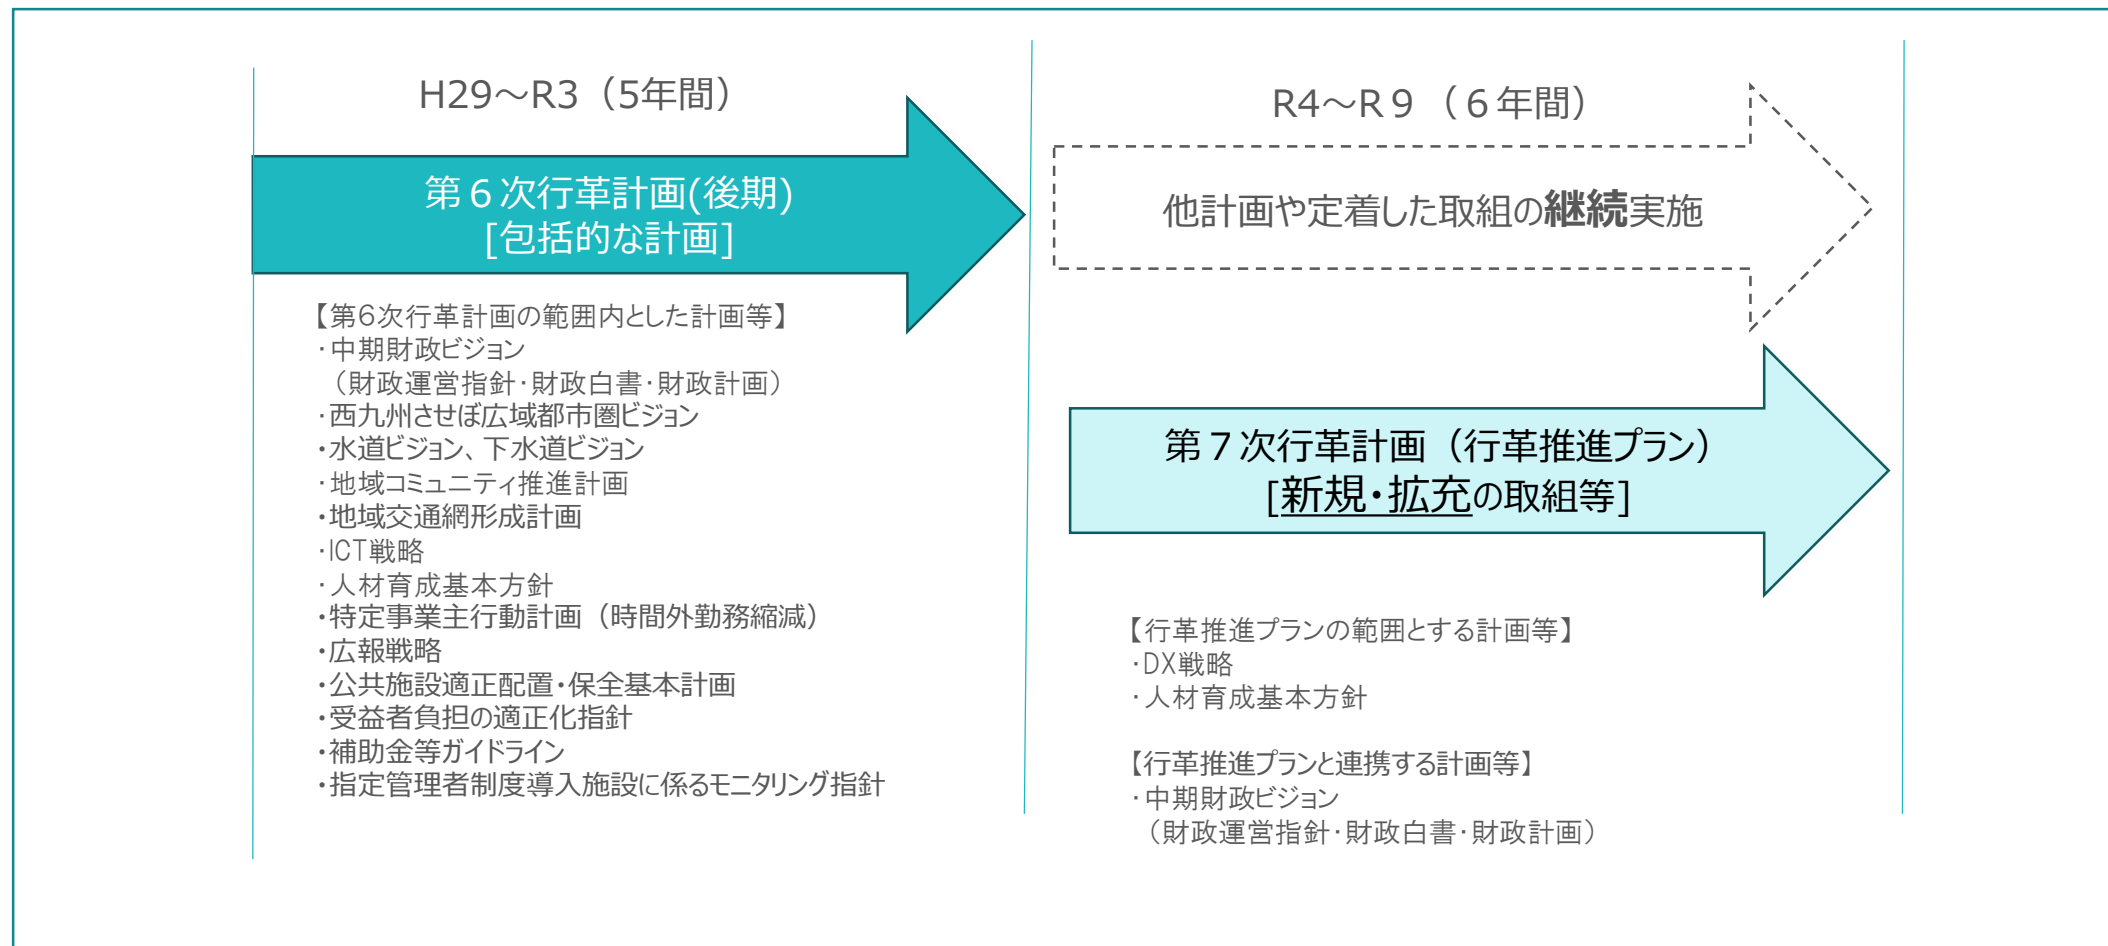 H29～R3（5年間）
第６次行革計画(後期)
[包括的な計画]
【第6次行革計画の範囲内とした計画等】
・中期財政ビジョン
（財政運営指針・財政白書・財政計画）
・西九州させぼ広域都市圏ビジョン
・水道ビジョン、下水道ビジョン
・地域コミュニティ推進計画
・地域交通網形成計画
・ICT戦略
・人材育成基本方針
・特定事業主行動計画（時間外勤務縮減）
・広報戦略
・公共施設適正配置・保全基本計画
・受益者負担の適正化指針
・補助金等ガイドライン
・指定管理者制度導入施設に係るモニタリング指針
R4～R９（６年間）
他計画や定着した取組の継続実施
第７次行革計画（行革推進プラン）
[新規・拡充の取組等]
【行革推進プランの範囲とする計画等】
・DX戦略
・人材育成基本方針
【行革推進プランと連携する計画等】
・中期財政ビジョン
（財政運営指針・財政白書・財政計画）